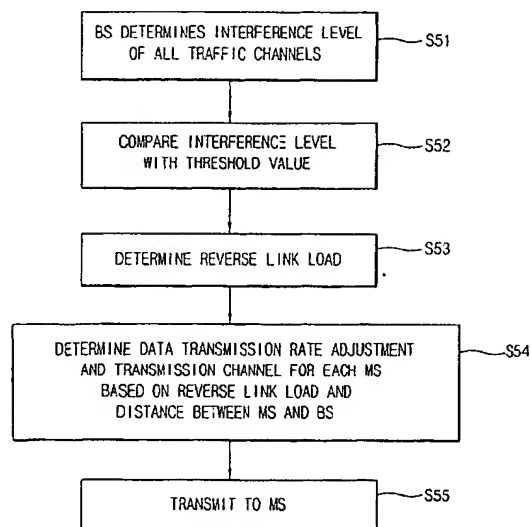 BS DETERMINES INTERFERENCE LEVEL
OF ALL TRAFFIC CHANNELS
S51
COMPARE INTERFERENCE LEVEL
WITH THRESHOLD VALUE
S52
DETERMINE REVERSE LINK LOAD
S53
DETERMINE DATA TRANSMISSION RATE ADJUSTMENT
AND TRANSMISSION CHANNEL FOR EACH MS
BASED ON REVERSE LINK LOAD AND
DISTANCE BETWEEN MS AND BS
S54
TRANSMIT TO MS
S55